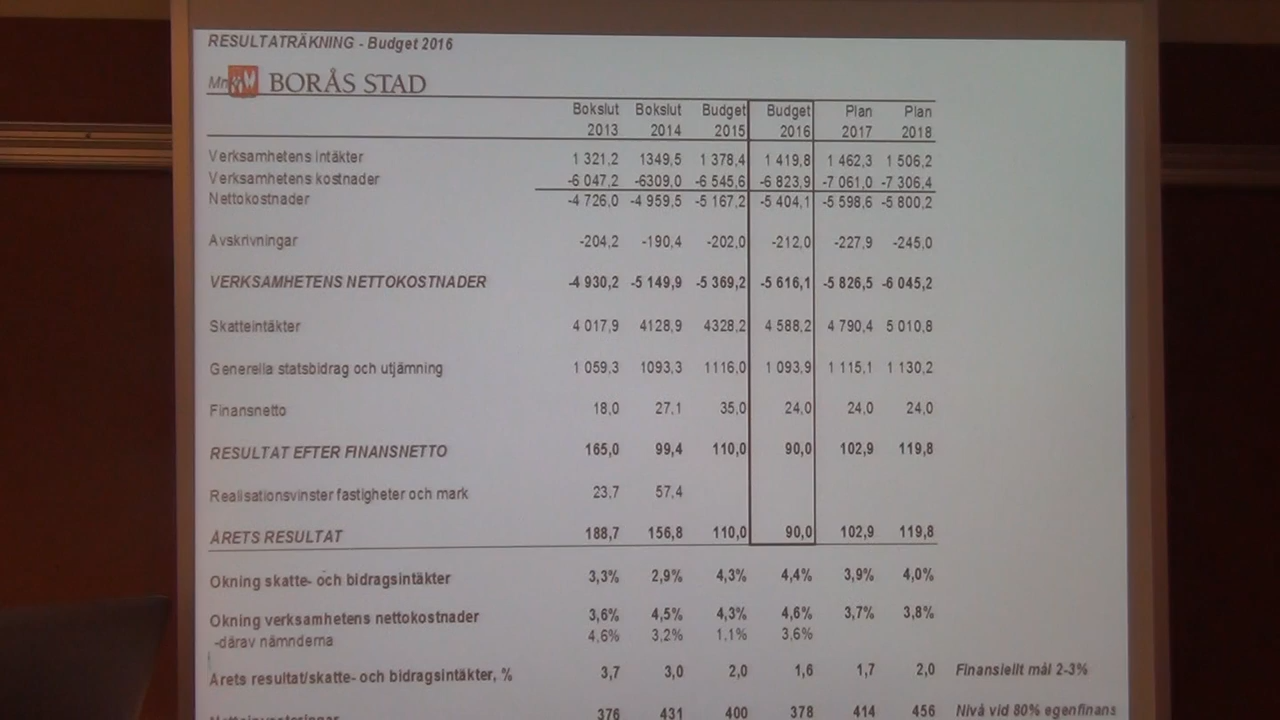 RESULTATRÄKNING - Budget 2016
BORÅS STAD
Bokslut Bokslut Budget Budget Plan Plan
2013 2014 2015 2016 2017 2018
Verksamhetens intäkter 1 321,2 1349,5 1 378,4 1 419,8 1 462,3 1 506,2
Verksamhetens kostnader -6 047,2 -6309,0 -6 545,6 -6 823,9 -7 061,0 -7 306,4
Nettokostnader -4 726,0 -4 959,5 -5 167,2 -5 404,1 -5 598,6 -5 800,2
Avskrivningar -204,2 -190,4 -202,0 -212,0 -227,9 -245,0
VERKSAMHETENS NETTOKOSTNADER -4 930,2 -5 149,9 -5 369,2 -5 616,1 -5 826,5 -6 045,2
Skatteintäkter 4 017,9 4128,9 4328,2 4 588,2 4 790,4 5 010,8
Generella statsbidrag och utjämning 1 059,3 1093,3 1116,0 1 093,9 1 115,1 1 130,2
Finansnetto 18,0 27,1 35,0 24,0 24,0 24,0
RESULTAT EFTER FINANSNETTO 165,0 99,4 110,0 90,0 102,9 119,8
Realisationsvinster fastigheter och mark 23,7 57,4
ÅRETS RESULTAT 188,7 156,8 110,0 90,0 102,9 119,8
Ökning skatte- och bidragsintäkter 3,3% 2,9% 4,3% 4,4% 3,9% 4,0%
Ökning verksamhetens nettokostnader 3,6% 4,5% 4,3% 4,6% 3,7% 3,8%
-därav nämnderna 4,6% 3,2% 1,1% 3,6%
Årets resultat/skatte- och bidragsintäkter, % 3,7 3,0 2,0 1,6 1,7 2,0 Finansiellt mål 2-3%
Nettoinvesteringar 376 431 400 378 414 456 Nivå vid 80% egenfinans